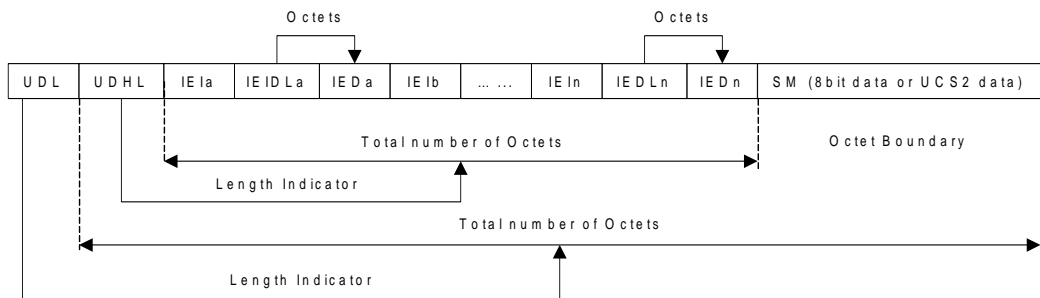 Octets Octets
UDL UDHL IEIa IEIDLa IEDa IEIb ... ... IEIn IEDLn IEDn SM (8bit data or UCS2 data)
Total number of Octets Octet Boundary
Length Indicator
Total number of Octets
Length Indicator